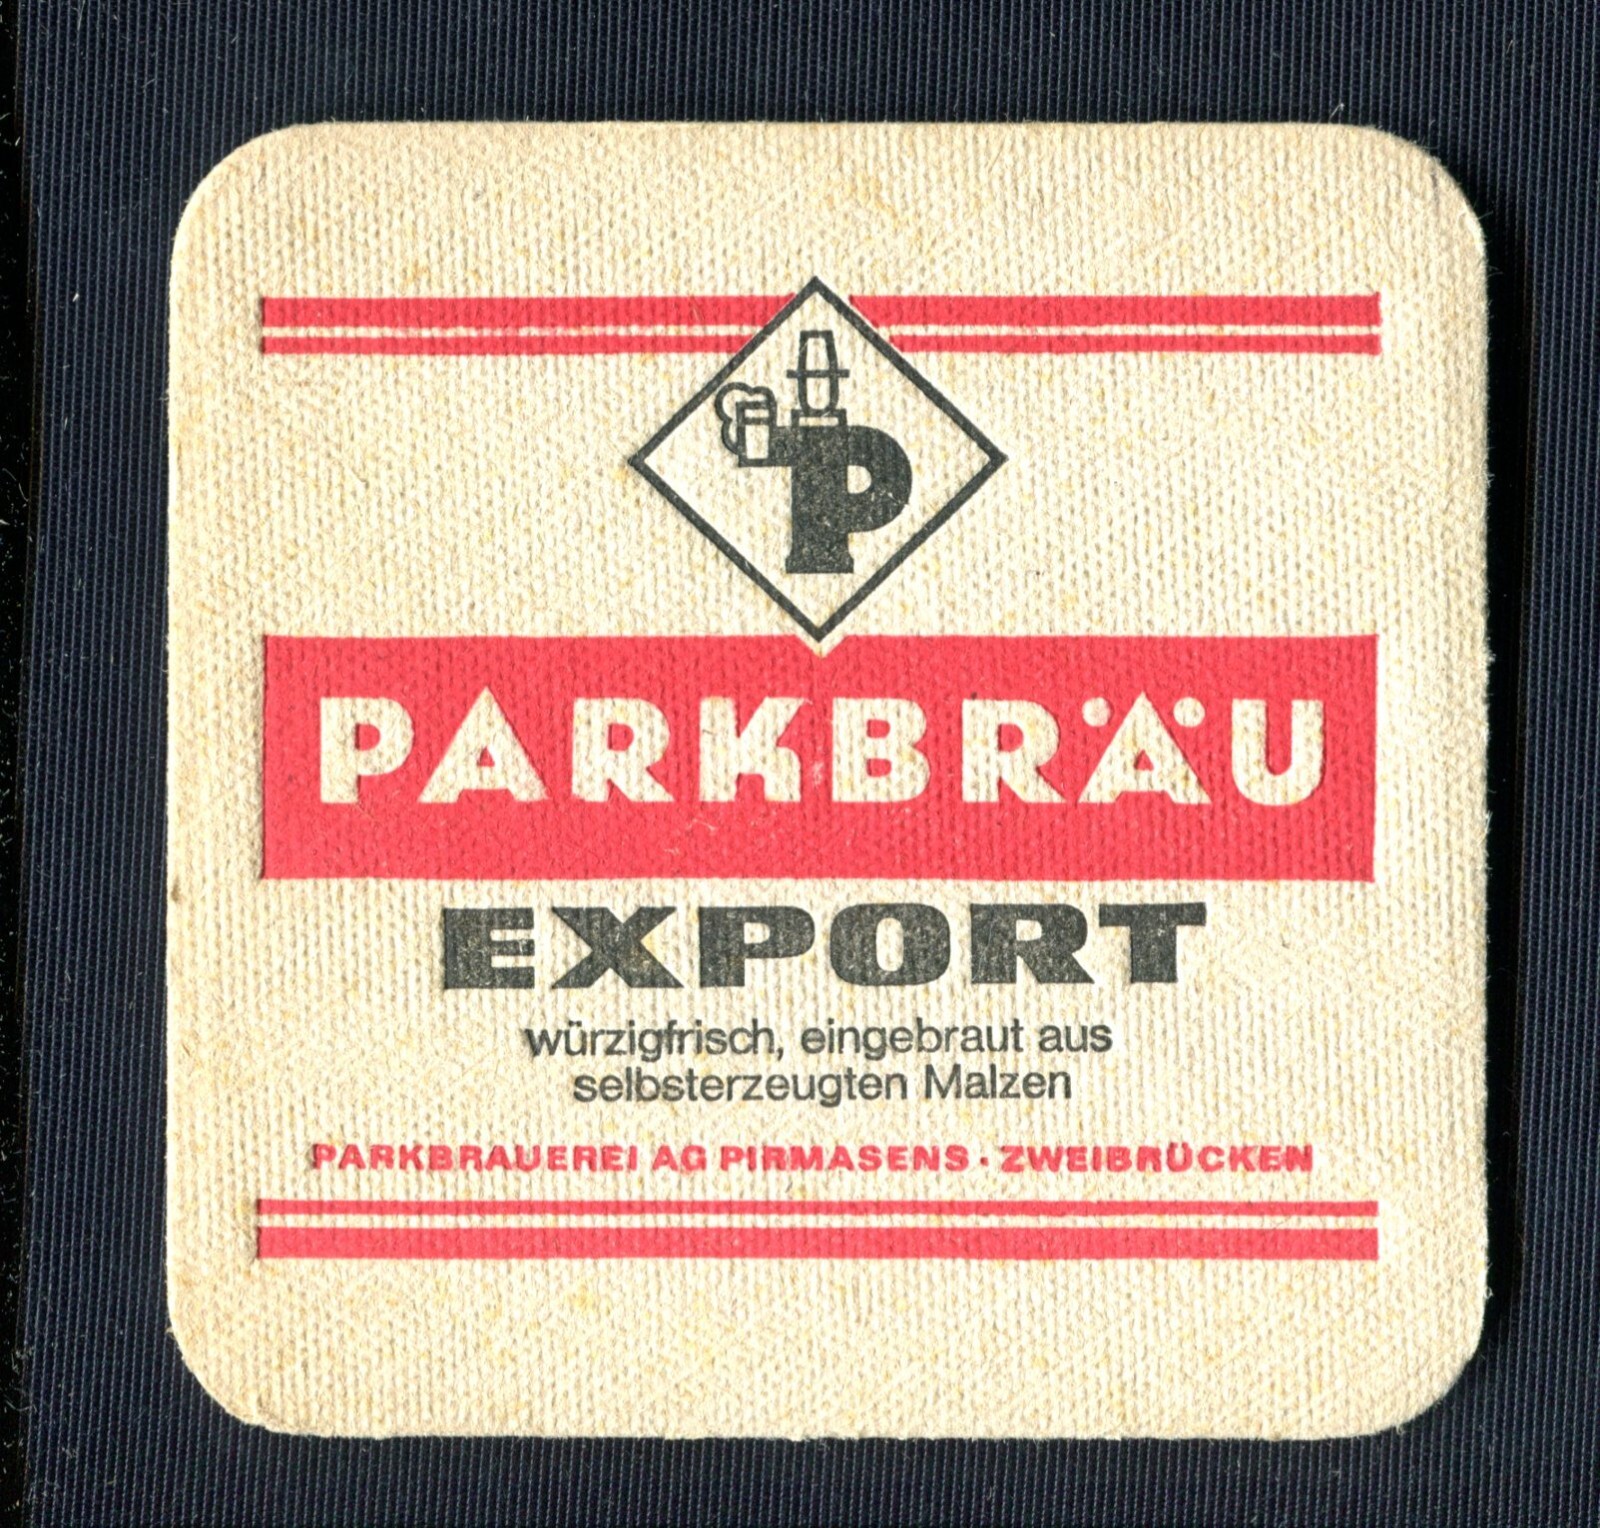 P
PARKBRÄU
EXPORT
würzigfrisch, eingebraut aus
selbsterzeugten Malzen
PARKBRAUEREI AG PIRMASENS · ZWEIBRÜCKEN